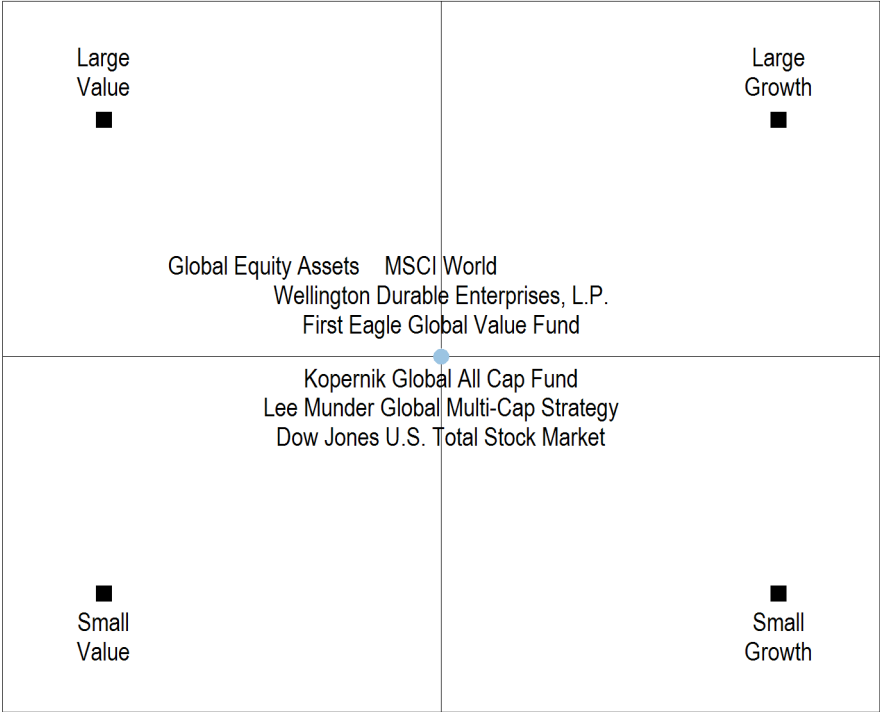 Large
Value
Large
Growth
Global Equity Assets MSCI World
Wellington Durable Enterprises, L.P.
First Eagle Global Value Fund
Kopernik Global All Cap Fund
Lee Munder Global Multi-Cap Strategy
Dow Jones U.S. Total Stock Market
Small
Value
Small
Growth